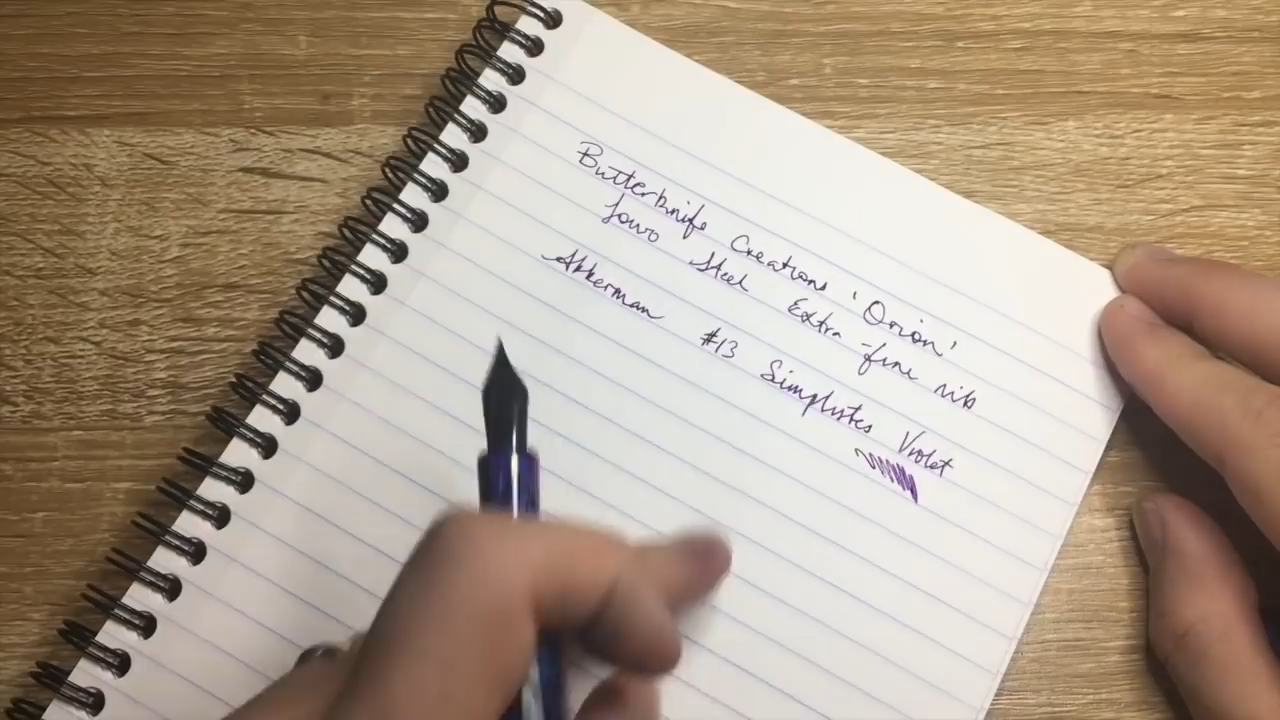 Butterknife Creations 'Orion'
Jowo Steel Extra-fine nib
Akkerman #13 Simplistes Violet